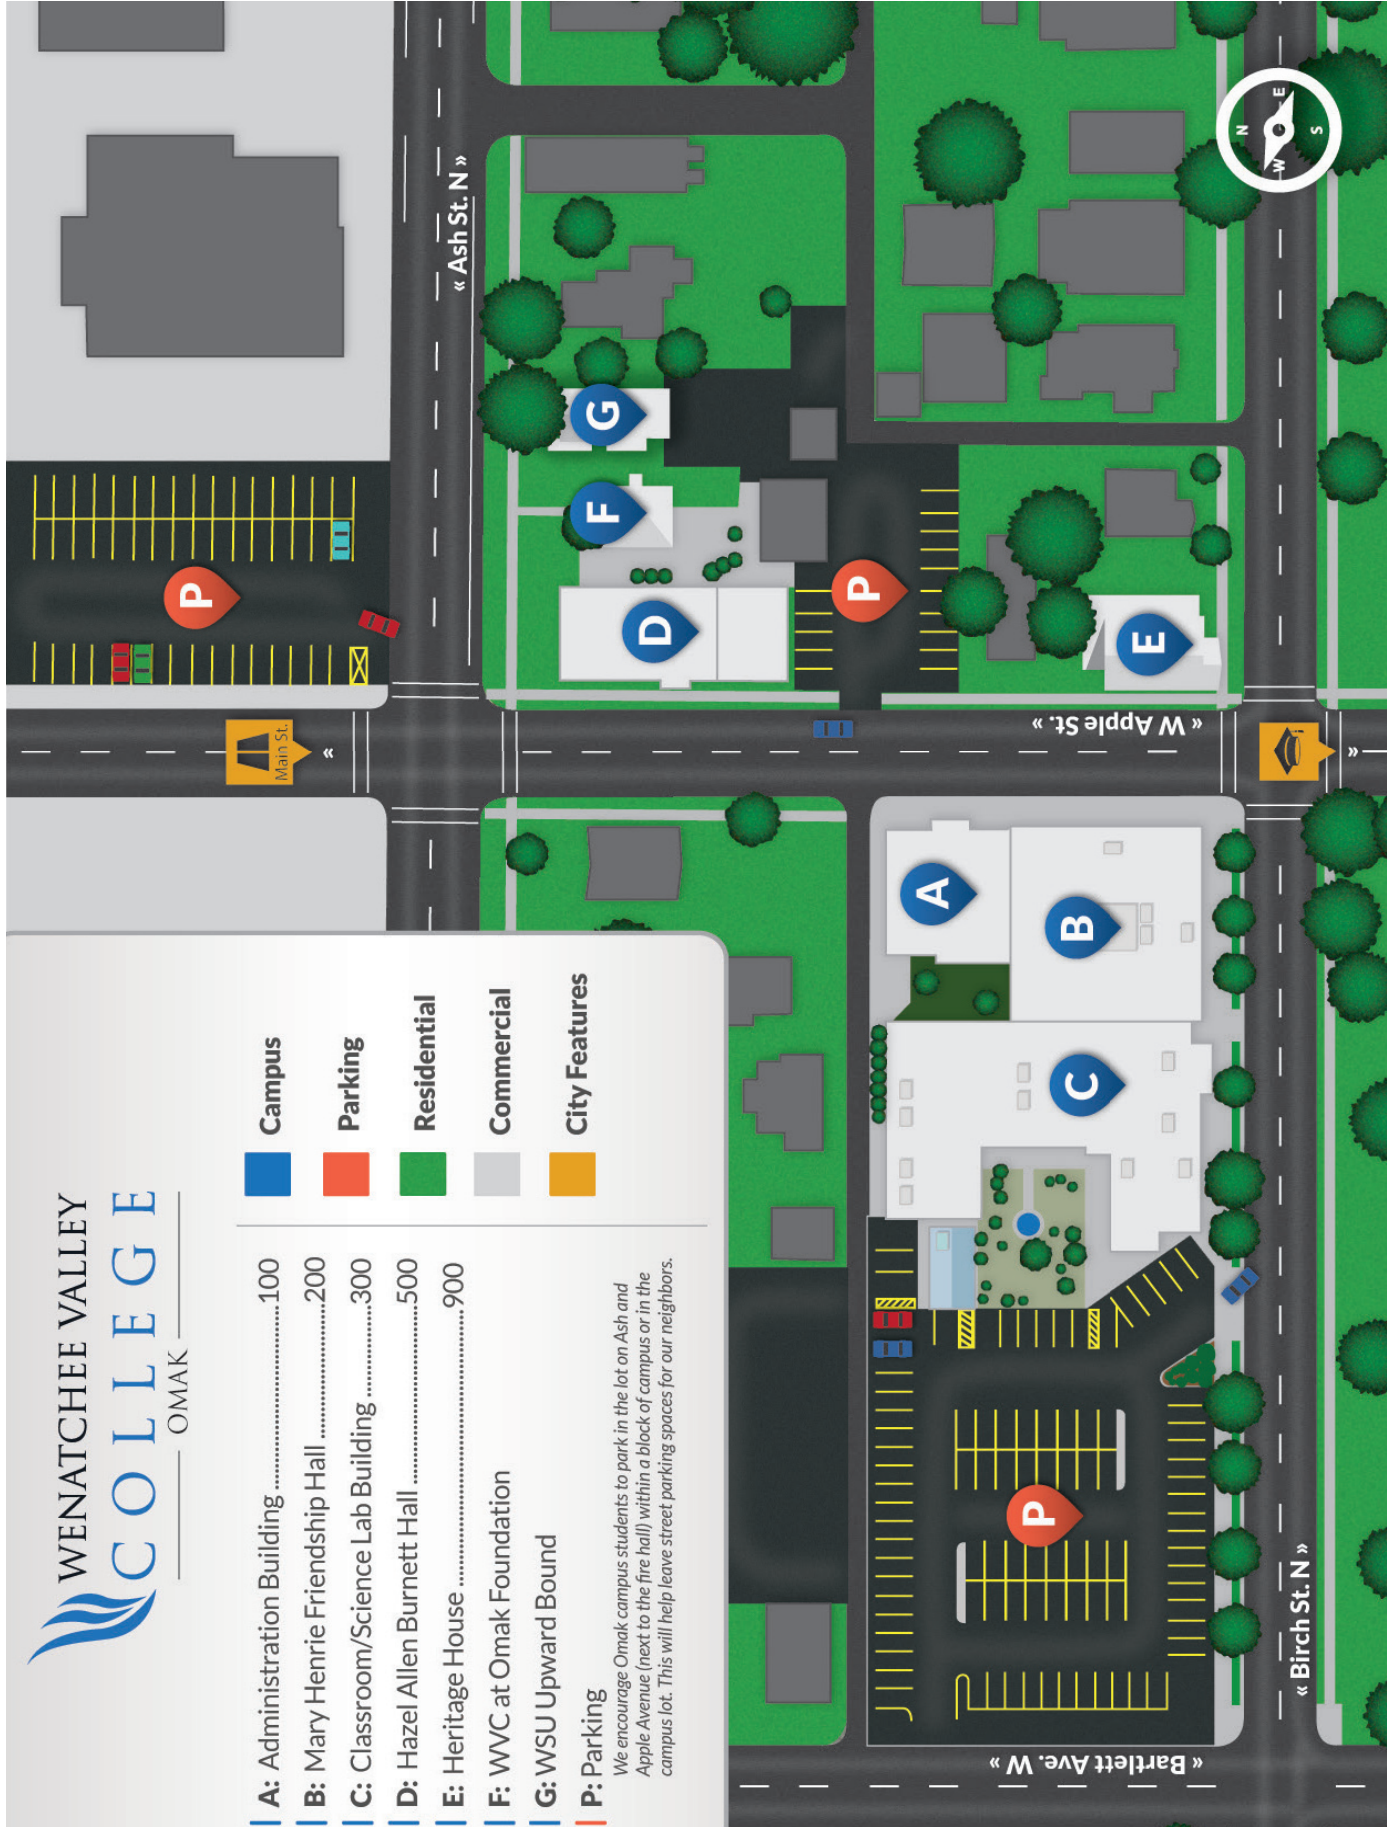 WENATCHEE VALLEY
COLLEGE
OMAK
A: Administration Building ..........100
B: Mary Henrie Friendship Hall ..........200
C: Classroom/Science Lab Building ..........300
D: Hazel Allen Burnett Hall ..........500
E: Heritage House ..........900
F: WVC at Omak Foundation
G: WSU Upward Bound
P: Parking
We encourage Omak campus students to park in the lot on Ash and
Apple Avenue (next to the fire hall) within a block of campus or in the
campus lot. This will help leave street parking spaces for our neighbors.
Campus
Parking
Residential
Commercial
City Features
Main St.
«
P
« Ash St. N »
G
F
D
P
E
« W Apple St. »
«
A
B
C
P
« Bartlett Ave. W »
« Birch St. N »
N
E
S
W